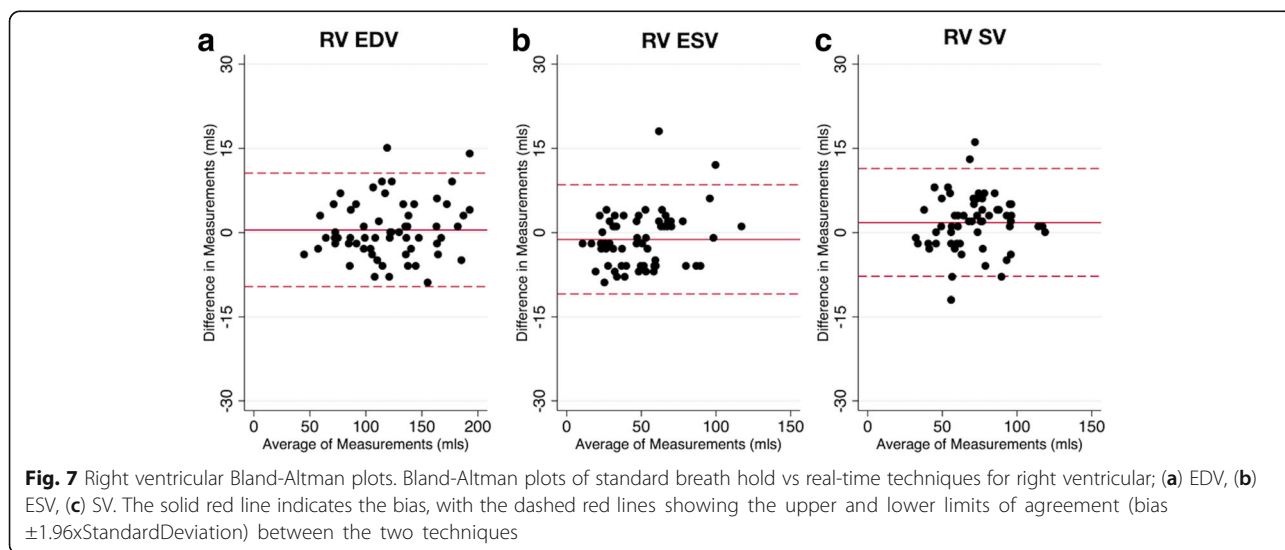 a
RV EDV
30
15
0
-15
-30
Difference in Measurements (mls)
0 50 100 150 200
Average of Measurements (mls)
b
RV ESV
30
15
0
-15
-30
Difference in Measurements (mls)
0 50 100 150
Average of Measurements (mls)
c
RV SV
30
15
0
-15
-30
Difference in Measurements (mls)
0 50 100 150
Average of Measurements (mls)
Fig. 7 Right ventricular Bland-Altman plots. Bland-Altman plots of standard breath hold vs real-time techniques for right ventricular; (a) EDV, (b)
ESV, (c) SV. The solid red line indicates the bias, with the dashed red lines showing the upper and lower limits of agreement (bias
±1.96xStandardDeviation) between the two techniques